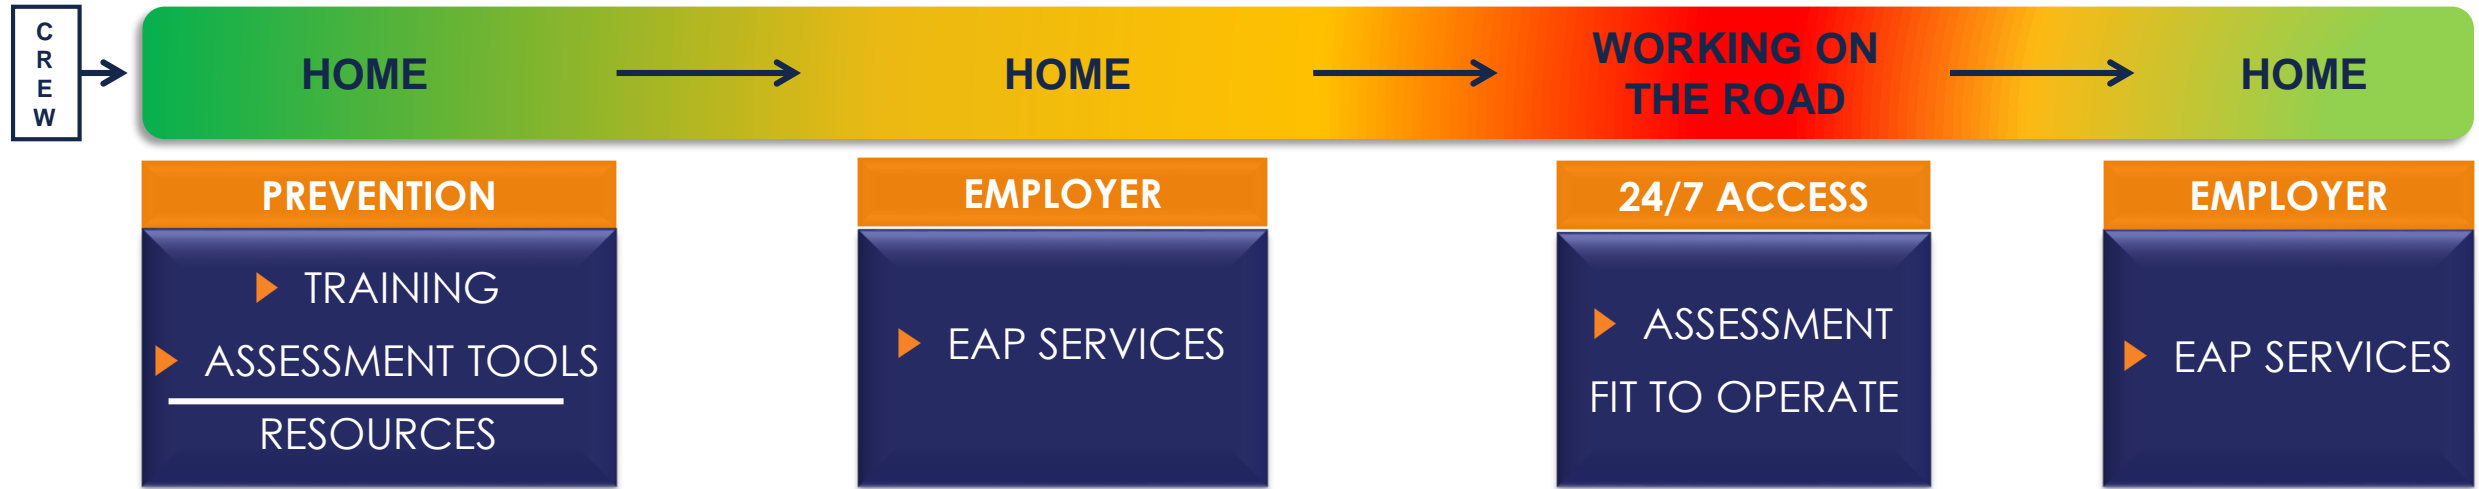 CREW
HOME
HOME
WORKING ON
THE ROAD
HOME
PREVENTION
TRAINING
ASSESSMENT TOOLS
RESOURCES
EMPLOYER
EAP SERVICES
24/7 ACCESS
ASSESSMENT
FIT TO OPERATE
EMPLOYER
EAP SERVICES